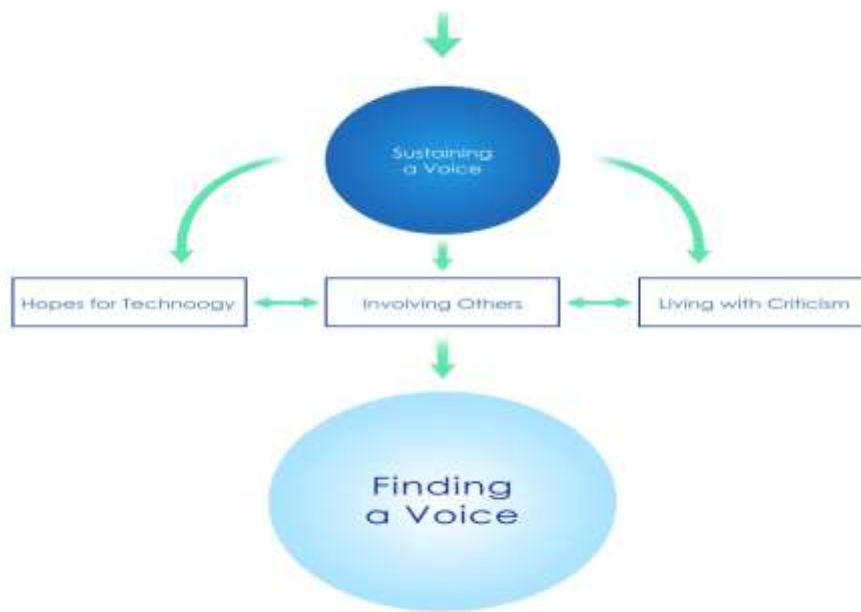 Sustaining
a Voice
Hopes for Technoogy
Involving Others
Living with Criticism
Finding
a Voice